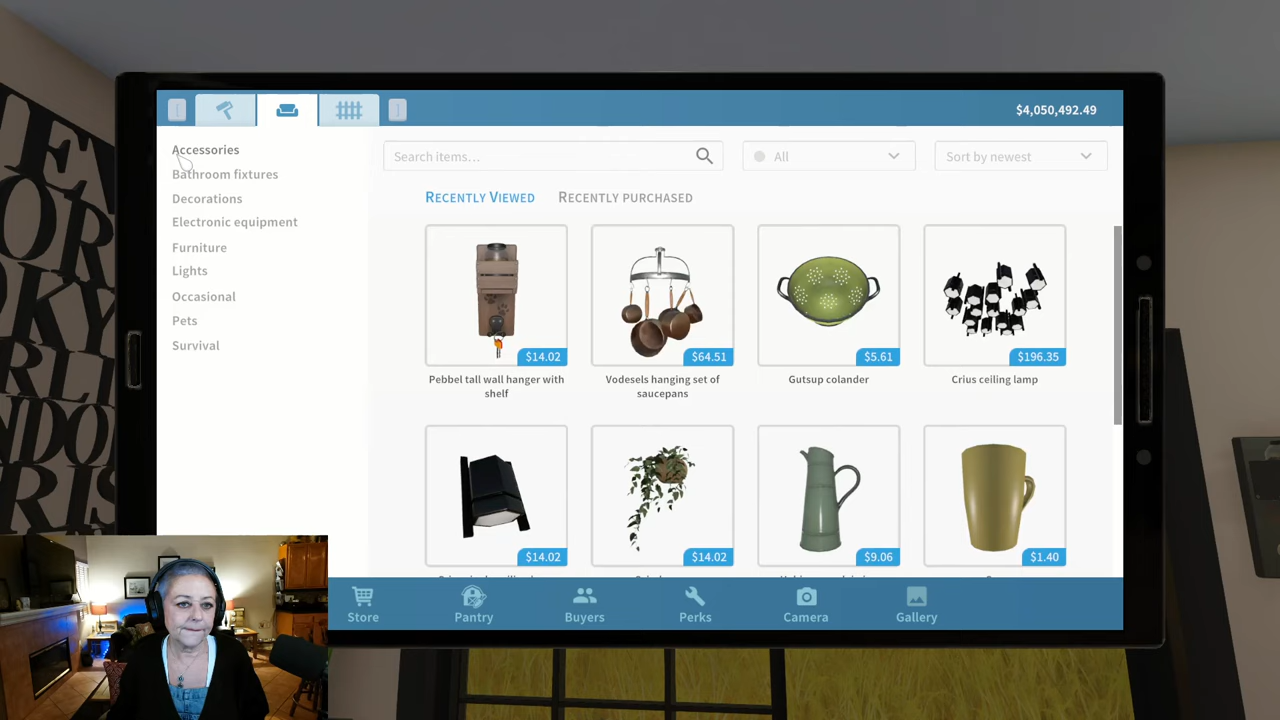 $4,050,492.49
Accessories
Bathroom fixtures
Decorations
Electronic equipment
Furniture
Lights
Occasional
Pets
Survival
Search items...
All
Sort by newest
RECENTLY VIEWED
RECENTLY PURCHASED
$14.02
$64.51
$5.61
$196.35
Pebbel tall wall hanger with
shelf
Vodesels hanging set of
saucepans
Gutsup colander
Crius ceiling lamp
$14.02
$14.02
$9.06
$1.40
Store
Pantry
Buyers
Perks
Camera
Gallery